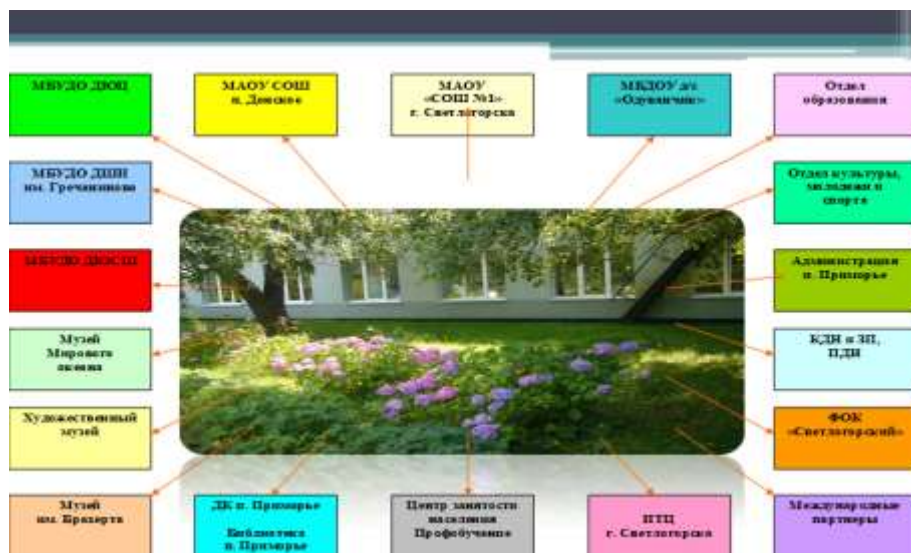 МБУДО ДЮЦ
МАОУ СОШ
п. Донское
МАОУ
«СОШ №1»
г. Светлогорска
МБДОУ д/с
«Одуванчик»
Отдел
образования
МБУДО ДШИ
им. Гречанинова
Отдел культуры,
молодежи и
спорта
МБУДО ДЮСШ
Администрация
п. Приморье
Музей
Мирового
океана
КДН и ЗП,
ПДН
Художественный
музей
ФОК
«Светлогорский»
Музей
им. Брахерта
ДК п. Приморье
Библиотека
п. Приморье
Центр занятости
населения
Профобучение
г. Светлогорска
Международные
партнеры